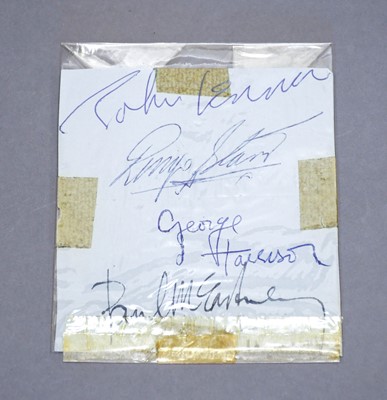 John Lennon
Ringo Starr
George
Harrison
Paul McCartney